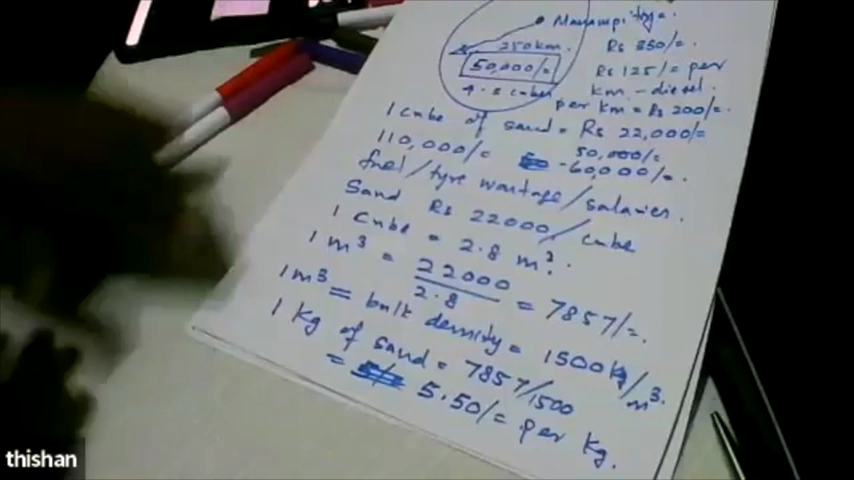 Manampitiya.
250km.
Rs 350/=.
50,000/=
Rs 125/= per
km - diesel.
per km = Rs 200/=.
1 cube of sand = Rs 22,000/=
110,000/= 50,000/=
-60,000/=.
fuel/tyre wastage/salaries.
Sand Rs 22000/cube
1 cube = 2.8 m3.
1 m3 = 22000/2.8 = 7857/=.
1m3 = bulk density = 1500kg/m3.
1 kg of sand = 7857/1500
= 5.50/= per kg.
thishan